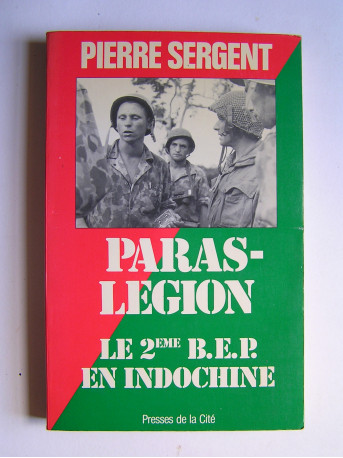 PIERRE SERGENT
PARAS-
LEGION
LE 2EME B.E.P.
EN INDOCHINE
Presses de la Cité